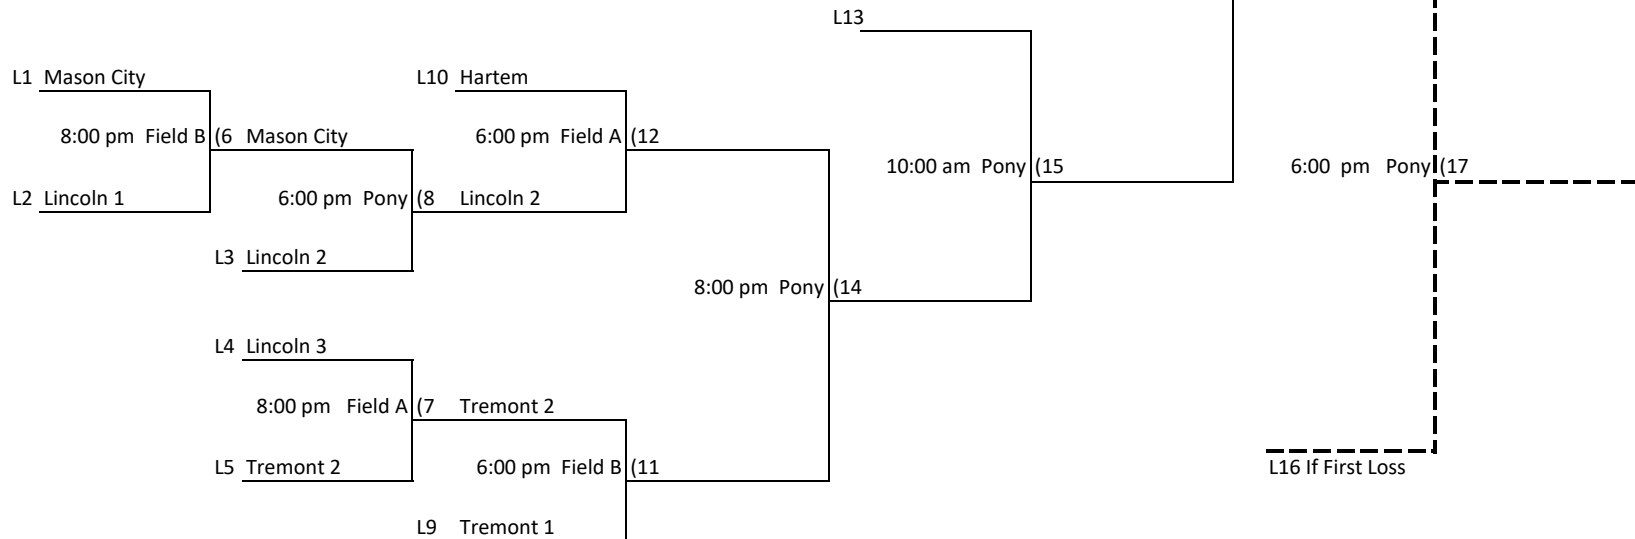 L13
L1 Mason City
L10 Hartem
8:00 pm Field B (6 Mason City
6:00 pm Field A (12
10:00 am Pony (15
6:00 pm Pony (17
L2 Lincoln 1
6:00 pm Pony (8 Lincoln 2
L3 Lincoln 2
8:00 pm Pony (14
L4 Lincoln 3
8:00 pm Field A (7 Tremont 2
L5 Tremont 2
6:00 pm Field B (11
L16 If First Loss
L9 Tremont 1